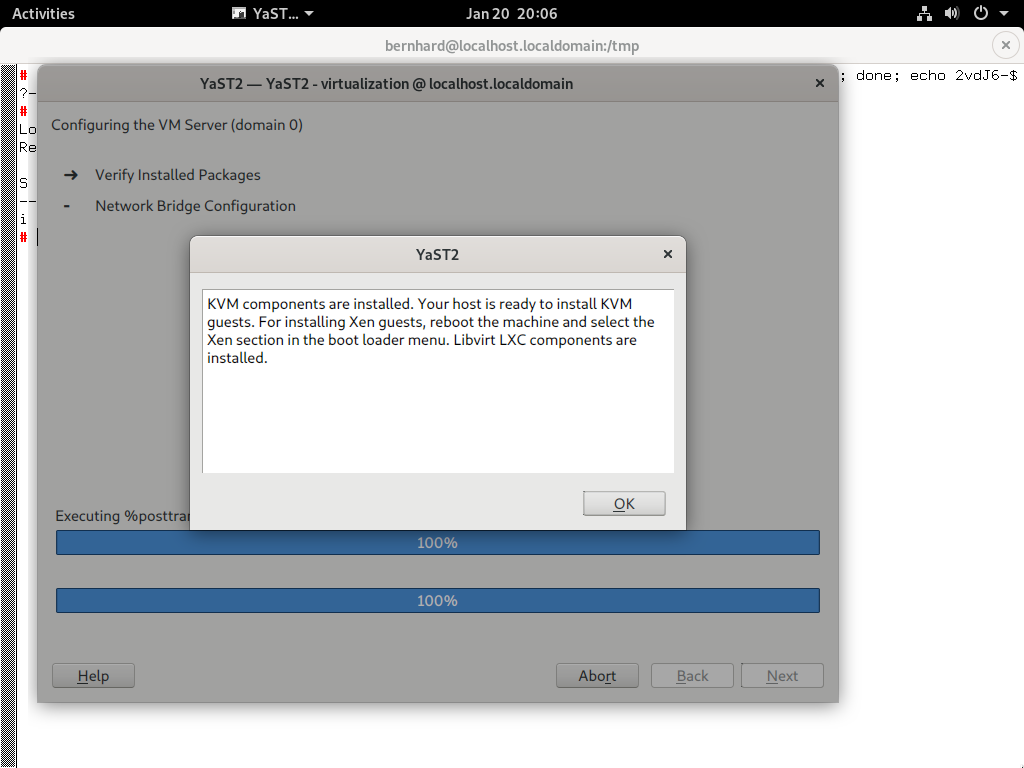 Activities
YaST...
Jan 20 20:06
bernhard@localhost.localdomain:/tmp
# ; done; echo 2vdJ6-$
?-
#
Lo
Re
S
--
i
#
YaST2 — YaST2 - virtualization @ localhost.localdomain
Configuring the VM Server (domain 0)
Verify Installed Packages
- Network Bridge Configuration
YaST2
KVM components are installed. Your host is ready to install KVM
guests. For installing Xen guests, reboot the machine and select the
Xen section in the boot loader menu. Libvirt LXC components are
installed.
OK
Executing %posttran
100%
100%
Help
Abort
Back
Next